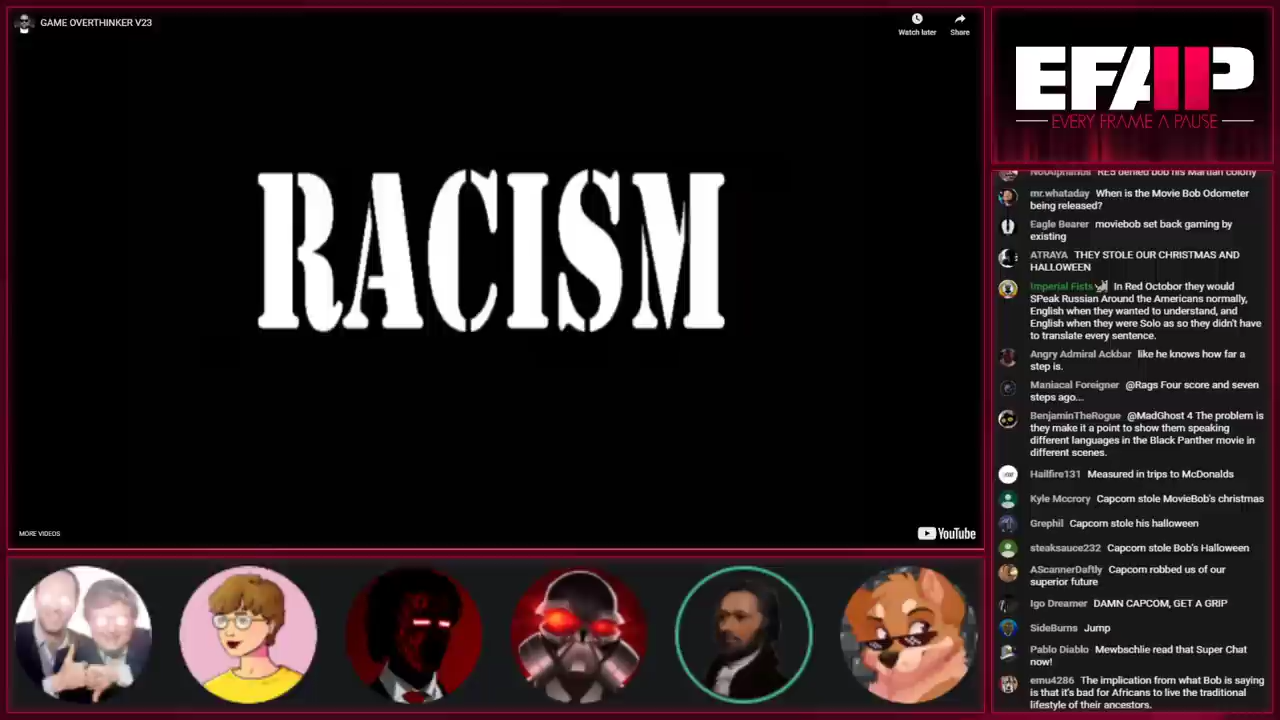 GAME OVERTHINKER V23
Watch later
Share
RACISM
MORE VIDEOS
YouTube
EFAP
EVERY FRAME A PAUSE
RE5 denied bob his Martian colony
mr.whataday When is the Movie Bob Odometer
being released?
Eagle Bearer moviebob set back gaming by
existing
ATRAYA THEY STOLE OUR CHRISTMAS AND
HALLOWEEN
Imperial Fists In Red October they would
SPeak Russian Around the Americans normally,
English when they wanted to understand, and
English when they were Solo as so they didn't have
to translate every sentence.
Angry Admiral Ackbar like he knows how far a
step is.
Maniacal Foreigner @Rags Four score and seven
steps ago...
BenjaminTheRogue @MadGhost 4 The problem is
they make it a point to show them speaking
different languages in the Black Panther movie in
different scenes.
Hailfire131 Measured in trips to McDonalds
Kyle Mccrory Capcom stole MovieBob's christmas
Grephil Capcom stole his halloween
steaksauce232 Capcom stole Bob's Halloween
AScannerDaftly Capcom robbed us of our
superior future
Igo Dreamer DAMN CAPCOM, GET A GRIP
SideBurns Jump
Pablo Diablo Mewbschlie read that Super Chat
now!
emu4286 The implication from what Bob is saying
is that it's bad for Africans to live the traditional
lifestyle of their ancestors.